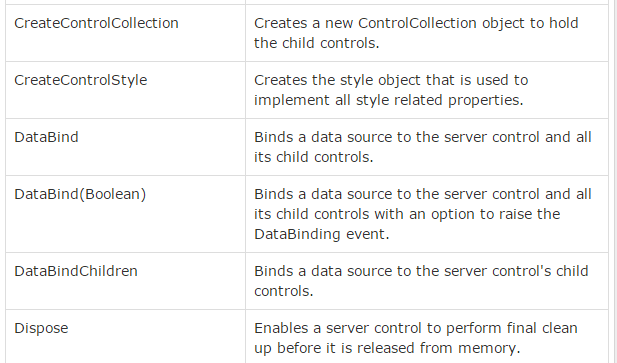 CreateControlCollection
Creates a new ControlCollection object to hold
the child controls.
CreateControlStyle
Creates the style object that is used to
implement all style related properties.
DataBind
Binds a data source to the server control and all
its child controls.
DataBind(Boolean)
Binds a data source to the server control and all
its child controls with an option to raise the
DataBinding event.
DataBindChildren
Binds a data source to the server control's child
controls.
Dispose
Enables a server control to perform final clean
up before it is released from memory.